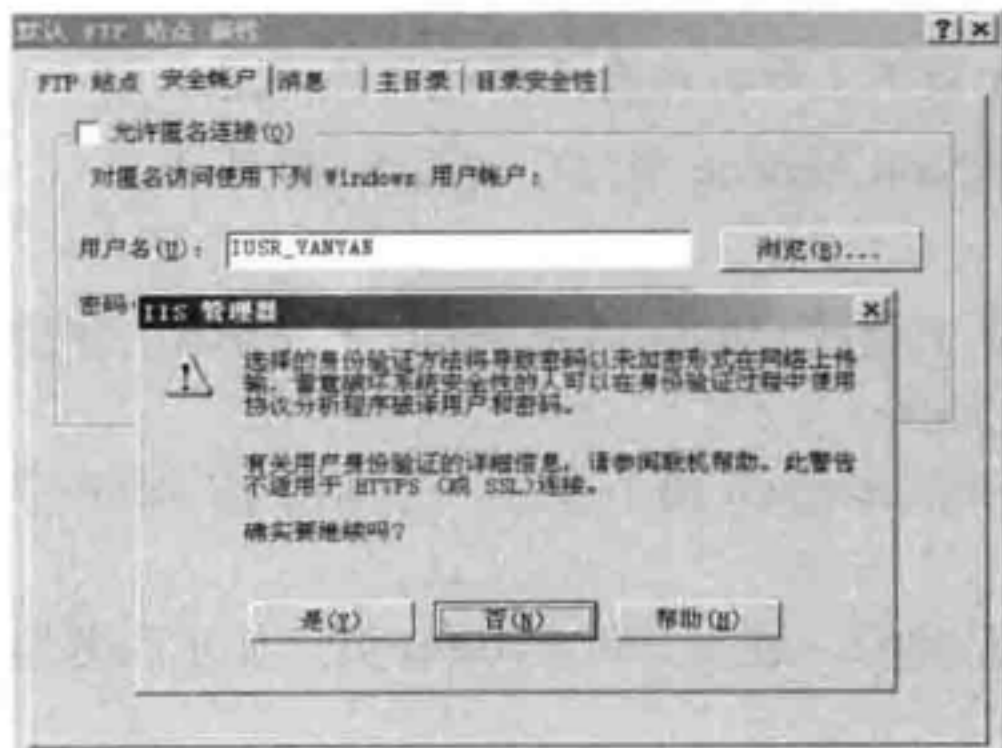 默认 FTP 站点 属性
FTP 站点 安全帐户 消息 主目录 目录安全性
允许匿名连接(O)
对匿名访问使用下列 Windows 用户帐户：
用户名(U)： IUSR_YANYAN 浏览(B)...
密码
IIS 管理器
选择的身份验证方法将导致密码以未加密形式在网络上传
输。蓄意破坏系统安全性的人可以在身份验证过程中使用
协议分析程序破译用户和密码。
有关用户身份验证的详细信息，请参阅联机帮助。此警告
不适用于 HTTPS (或 SSL)连接。
确实要继续吗？
是(Y) 否(N) 帮助(H)